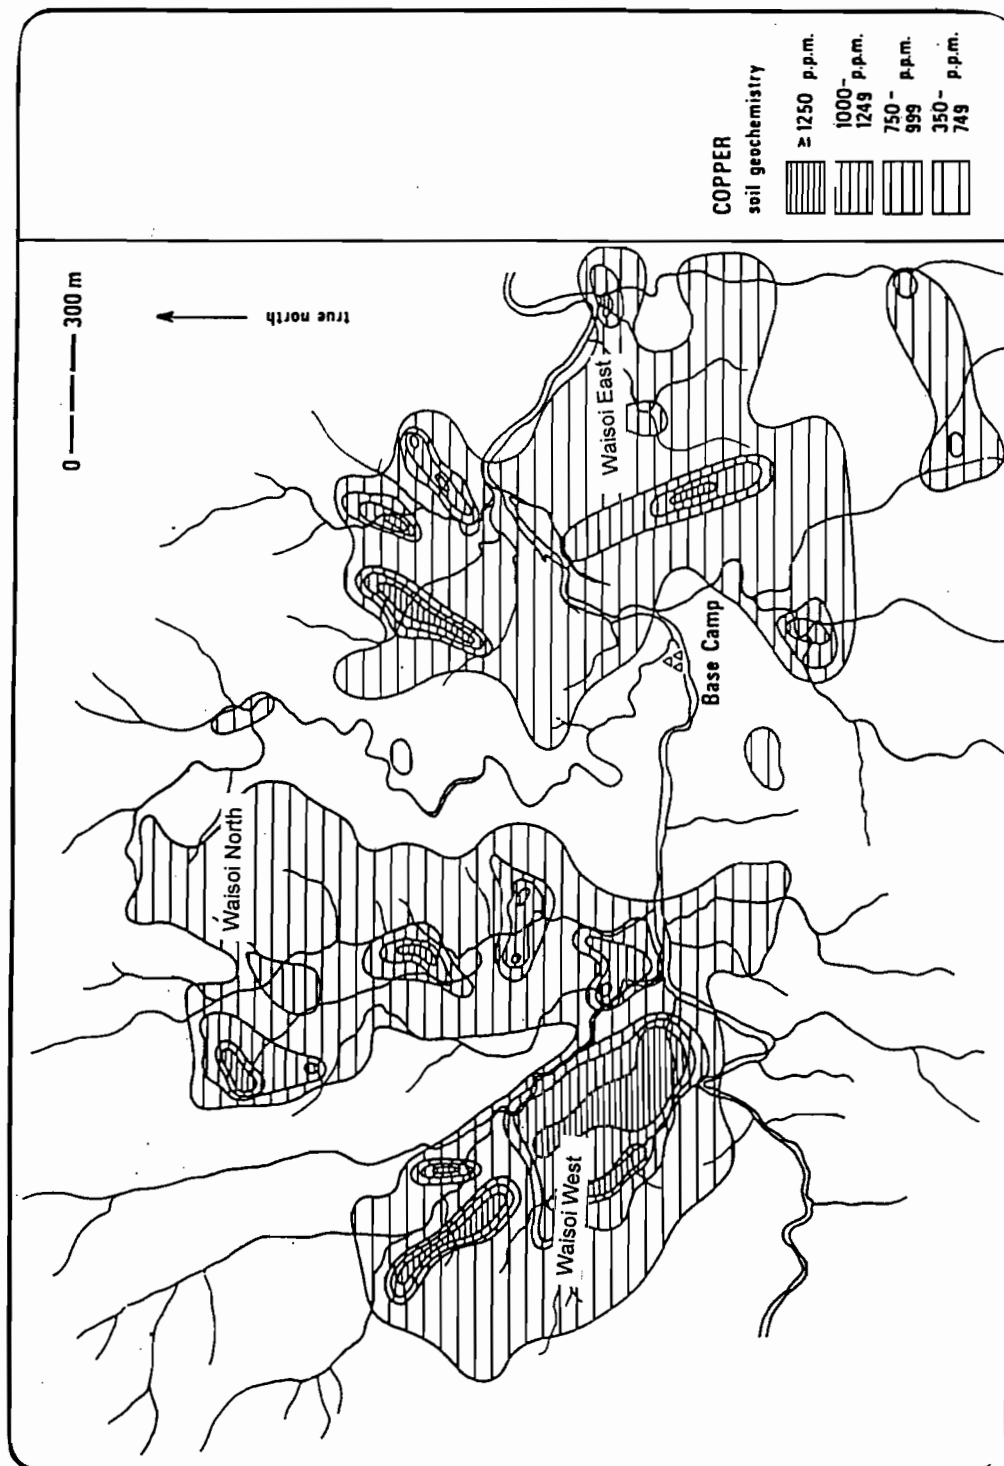 0 — — — 300 m
true north
Waisoi North
Waisoi East
Waisoi West
Base Camp
COPPER
soil geochemistry
≥ 1250 p.p.m.
1000- p.p.m.
1249
750- p.p.m.
999
350- p.p.m.
749